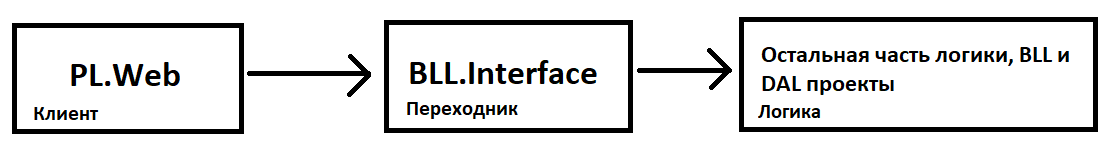 PL.Web
Клиент
BLL.Interface
Переходник
Остальная часть логики, BLL и
DAL проекты
Логика